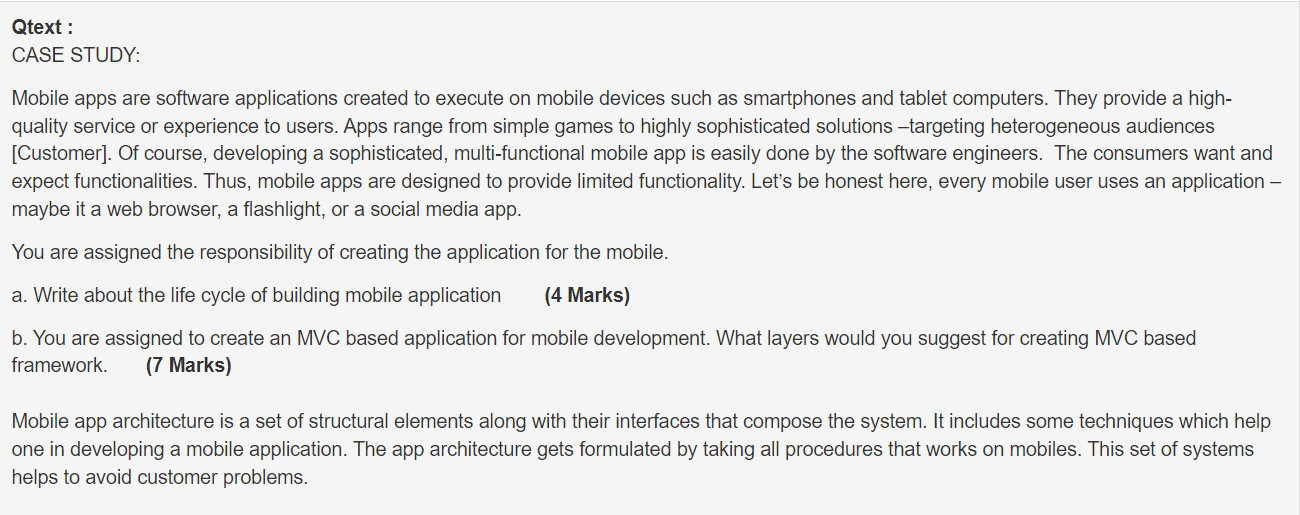 Qtext :
CASE STUDY:
Mobile apps are software applications created to execute on mobile devices such as smartphones and tablet computers. They provide a high-
quality service or experience to users. Apps range from simple games to highly sophisticated solutions –targeting heterogeneous audiences
[Customer]. Of course, developing a sophisticated, multi-functional mobile app is easily done by the software engineers.  The consumers want and
expect functionalities. Thus, mobile apps are designed to provide limited functionality. Let’s be honest here, every mobile user uses an application –
maybe it a web browser, a flashlight, or a social media app.
You are assigned the responsibility of creating the application for the mobile.
a. Write about the life cycle of building mobile application (4 Marks)
b. You are assigned to create an MVC based application for mobile development. What layers would you suggest for creating MVC based
framework. (7 Marks)
Mobile app architecture is a set of structural elements along with their interfaces that compose the system. It includes some techniques which help
one in developing a mobile application. The app architecture gets formulated by taking all procedures that works on mobiles. This set of systems
helps to avoid customer problems.